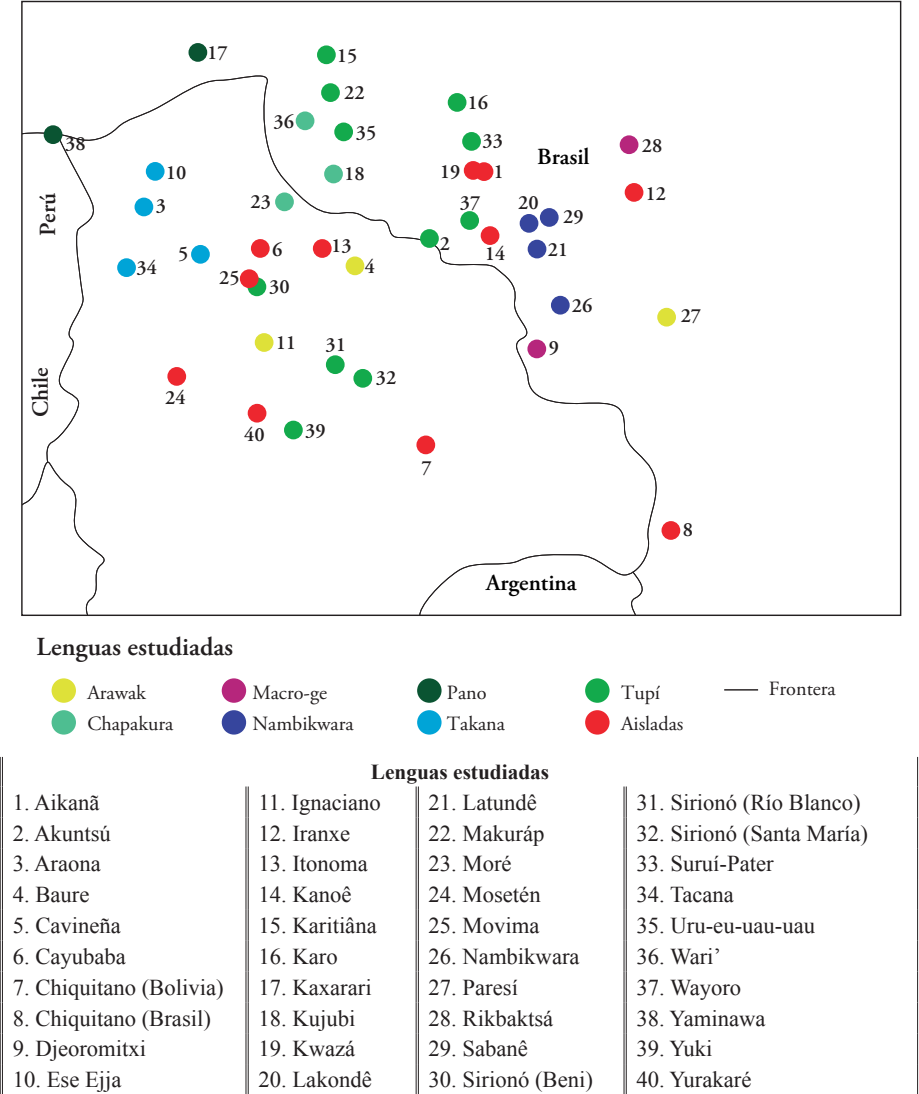 17
15
22
16
36
35
33
38
28
19
1
Brasil
10
18
12
Perú
3
23
37
20
29
2
14
21
5
6
13
4
34
25
30
26
27
11
31
9
Chile
24
32
40
39
7
8
Argentina
Lenguas estudiadas
Arawak Macro-ge Pano Tupí Frontera
Chapakura Nambikwara Takana Aisladas
Lenguas estudiadas
1. Aikanã 11. Ignaciano 21. Latundê 31. Sirionó (Río Blanco)
2. Akuntsú 12. Iranxe 22. Makuráp 32. Sirionó (Santa María)
3. Araona 13. Itonoma 23. Moré 33. Suruí-Pater
4. Baure 14. Kanoê 24. Mosetén 34. Tacana
5. Cavineña 15. Karitiâna 25. Movima 35. Uru-eu-uau-uau
6. Cayubaba 16. Karo 26. Nambikwara 36. Wari’
7. Chiquitano (Bolivia) 17. Kaxarari 27. Paresí 37. Wayoro
8. Chiquitano (Brasil) 18. Kujubi 28. Rikbaktsá 38. Yaminawa
9. Djeoromitxi 19. Kwazá 29. Sabanê 39. Yuki
10. Ese Ejja 20. Lakondê 30. Sirionó (Beni) 40. Yurakaré